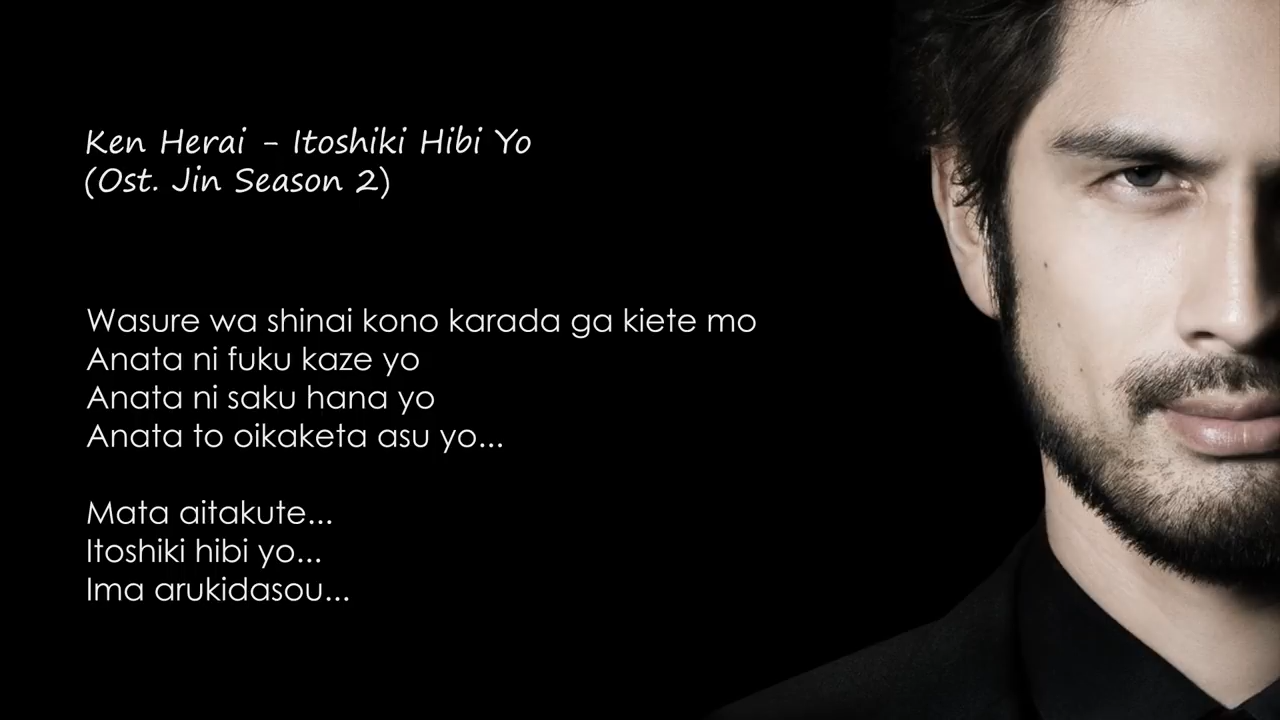 Ken Herai - Itoshiki Hibi Yo
(Ost. Jin Season 2)
Wasure wa shinai kono karada ga kiete mo
Anata ni fuku kaze yo
Anata ni saku hana yo
Anata to oikaketa asu yo...
Mata aitakute...
Itoshiki hibi yo...
Ima arukidasou...